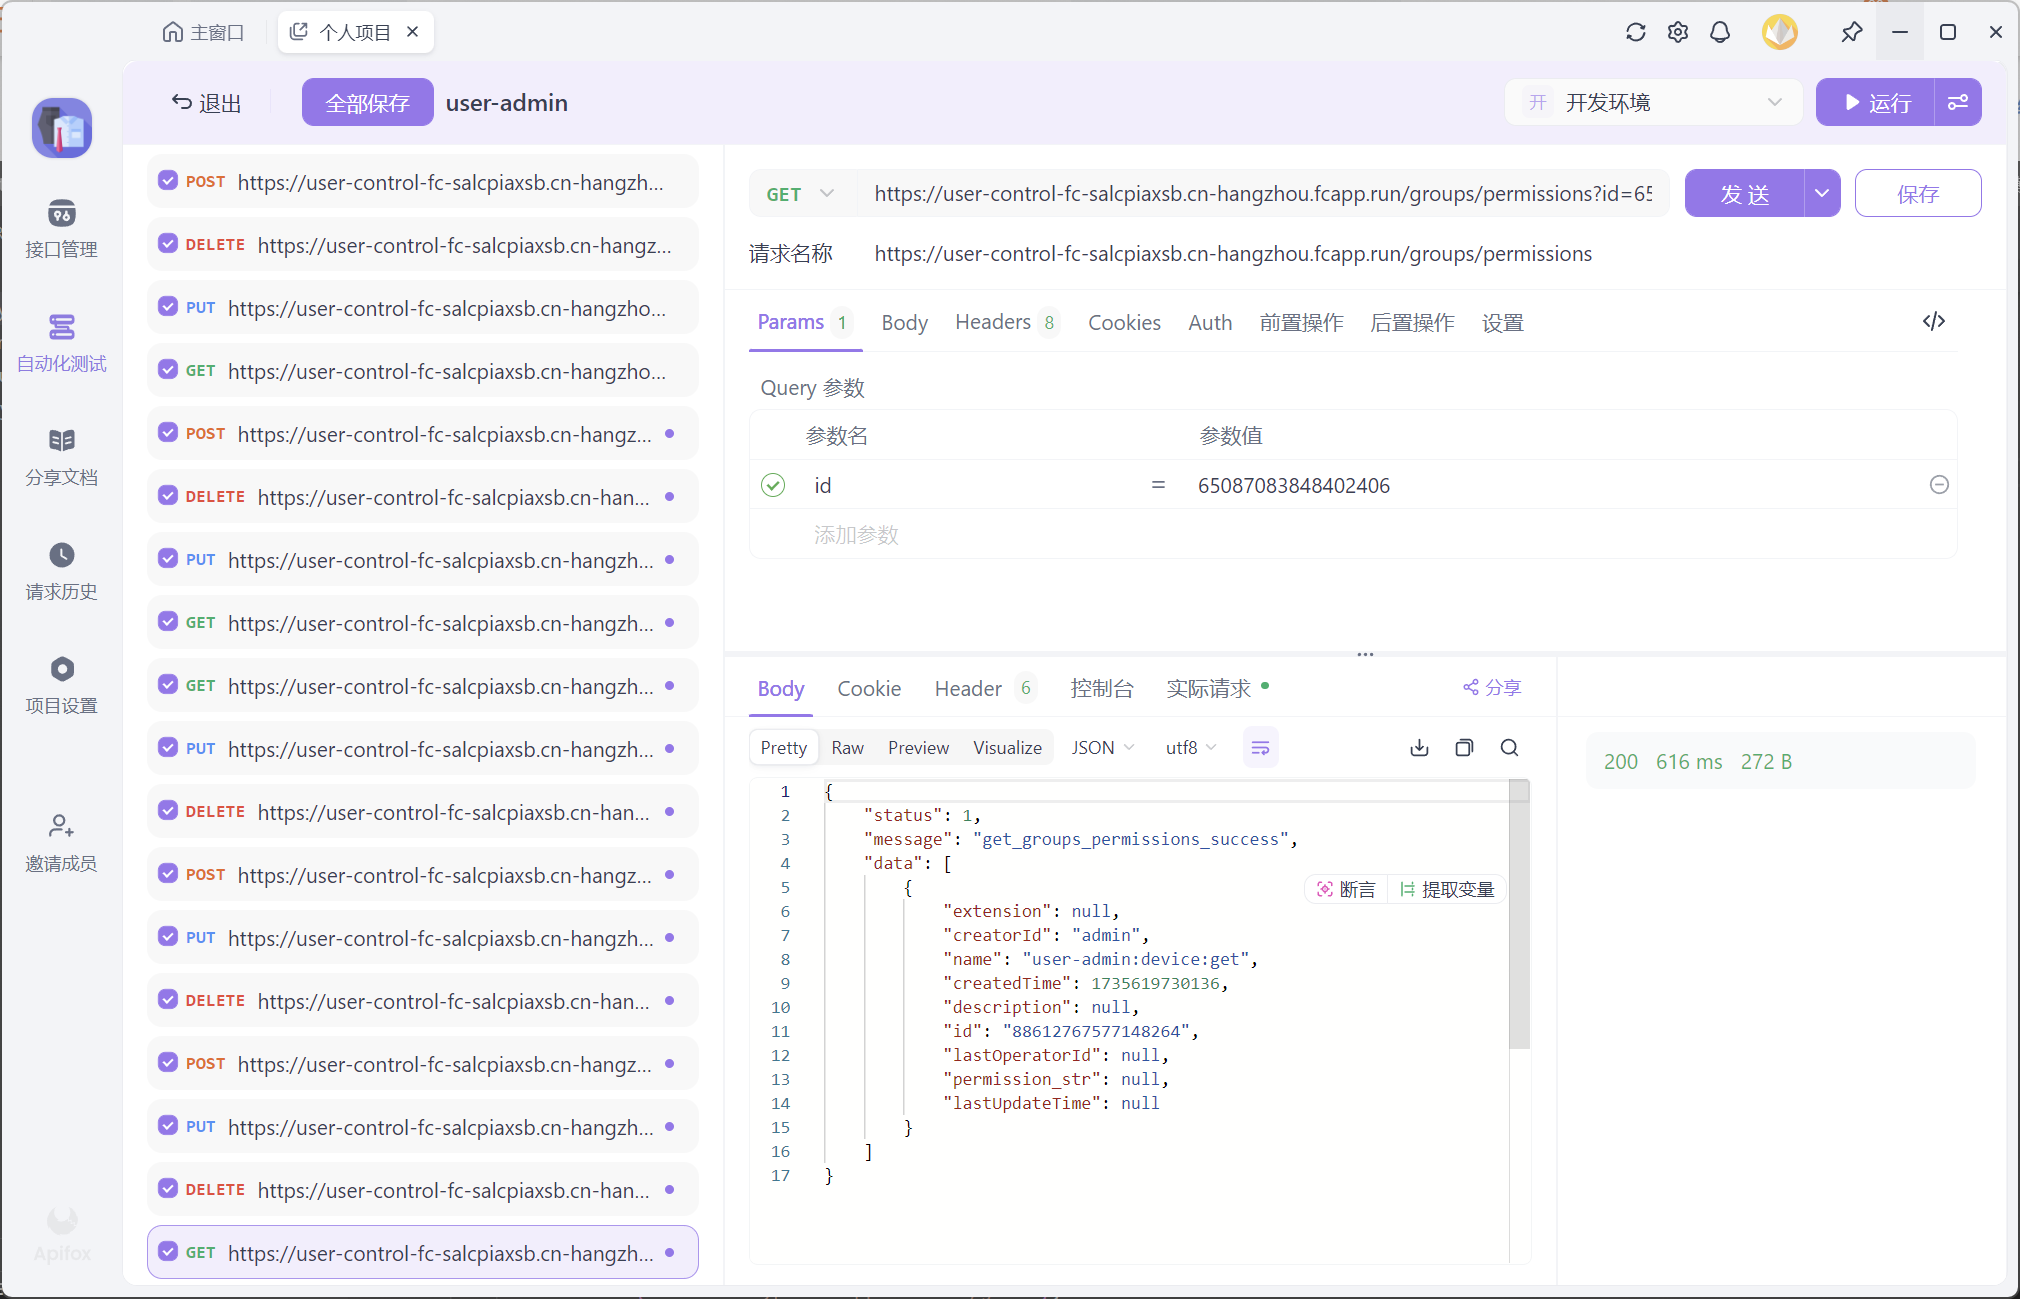 主窗口
个人项目
退出
全部保存
user-admin
开 开发环境
运行
接口管理
自动化测试
分享文档
请求历史
项目设置
邀请成员
Apifox
POST https://user-control-fc-salcpiaxsb.cn-hangzh...
DELETE https://user-control-fc-salcpiaxsb.cn-hangz...
PUT https://user-control-fc-salcpiaxsb.cn-hangzho...
GET https://user-control-fc-salcpiaxsb.cn-hangzho...
POST https://user-control-fc-salcpiaxsb.cn-hangz...
DELETE https://user-control-fc-salcpiaxsb.cn-han...
PUT https://user-control-fc-salcpiaxsb.cn-hangzh...
GET https://user-control-fc-salcpiaxsb.cn-hangzh...
GET https://user-control-fc-salcpiaxsb.cn-hangzh...
PUT https://user-control-fc-salcpiaxsb.cn-hangzh...
DELETE https://user-control-fc-salcpiaxsb.cn-han...
POST https://user-control-fc-salcpiaxsb.cn-hangz...
PUT https://user-control-fc-salcpiaxsb.cn-hangzh...
DELETE https://user-control-fc-salcpiaxsb.cn-han...
POST https://user-control-fc-salcpiaxsb.cn-hangz...
PUT https://user-control-fc-salcpiaxsb.cn-hangzh...
DELETE https://user-control-fc-salcpiaxsb.cn-han...
GET https://user-control-fc-salcpiaxsb.cn-hangzh...
GET https://user-control-fc-salcpiaxsb.cn-hangzhou.fcapp.run/groups/permissions?id=65
发 送
保存
请求名称 https://user-control-fc-salcpiaxsb.cn-hangzhou.fcapp.run/groups/permissions
Params 1 Body Headers 8 Cookies Auth 前置操作 后置操作 设置
Query 参数
参数名 参数值
id = 65087083848402406
添加参数
Body Cookie Header 6 控制台 实际请求 分享
Pretty Raw Preview Visualize JSON utf8
200 616 ms 272 B
1 {
2 "status": 1,
3 "message": "get_groups_permissions_success",
4 "data": [
5 {
断言 提取变量
6 "extension": null,
7 "creatorId": "admin",
8 "name": "user-admin:device:get",
9 "createdTime": 1735619730136,
10 "description": null,
11 "id": "88612767577148264",
12 "lastOperatorId": null,
13 "permission_str": null,
14 "lastUpdateTime": null
15 }
16 ]
17 }